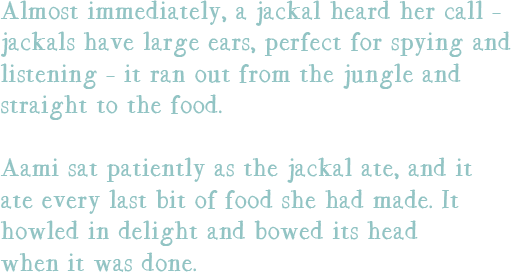 Almost immediately, a jackal heard her call –
jackals have large ears, perfect for spying and
listening – it ran out from the jungle and
straight to the food.

Aami sat patiently as the jackal ate, and it
ate every last bit of food she had made. It
howled in delight and bowed its head
when it was done.